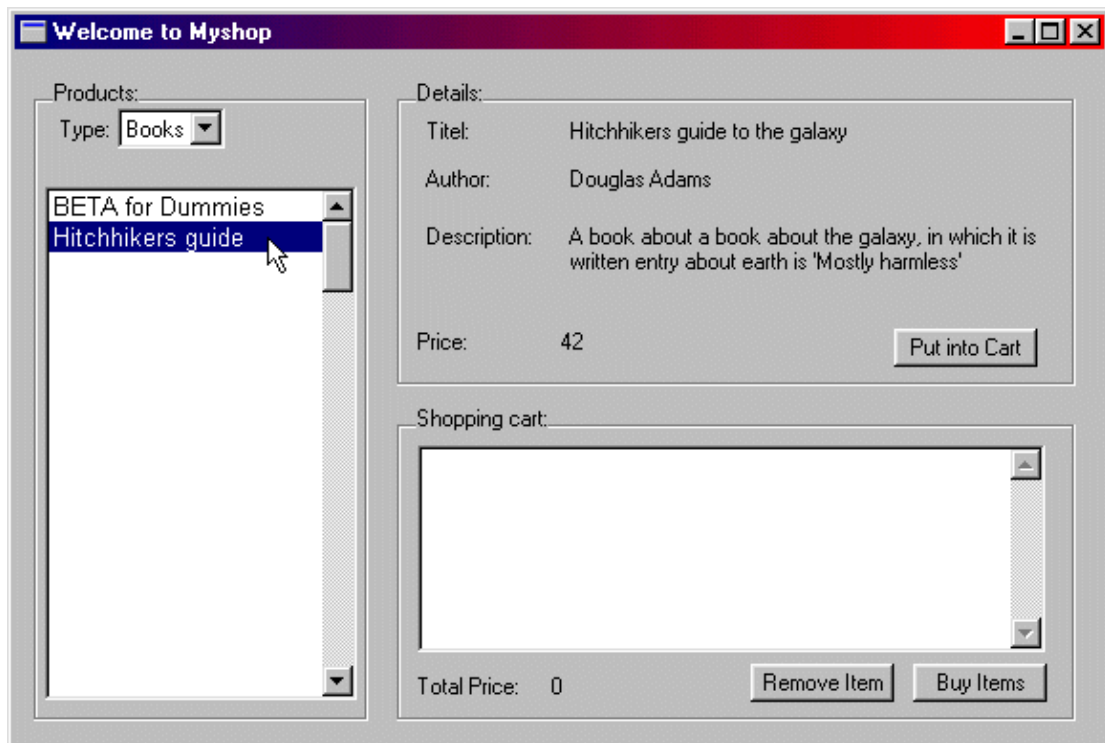 Welcome to Myshop
Products:
Type: Books
BETA for Dummies
Hitchhikers guide
Details:
Titel: Hitchhikers guide to the galaxy
Author: Douglas Adams
Description: A book about a book about the galaxy, in which it is
written entry about earth is 'Mostly harmless'
Price: 42
Put into Cart
Shopping cart:
Total Price: 0
Remove Item
Buy Items